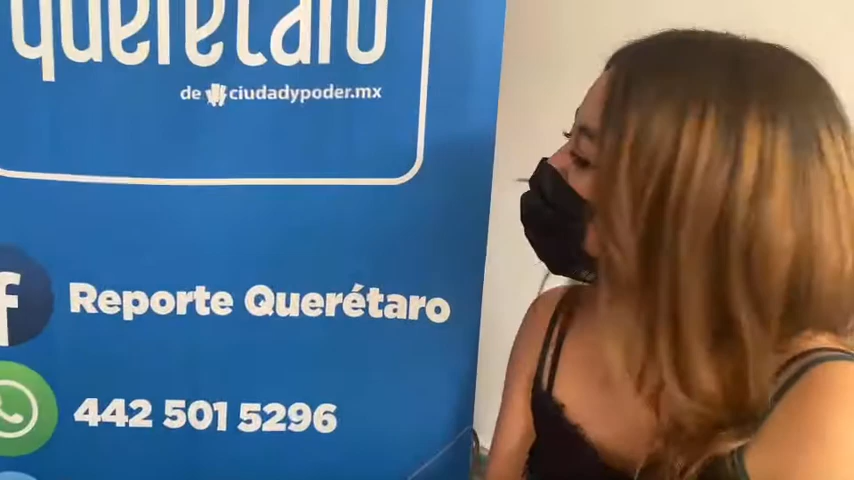 querétaro
de ciudadypoder.mx
f
Reporte Querétaro
442 501 5296